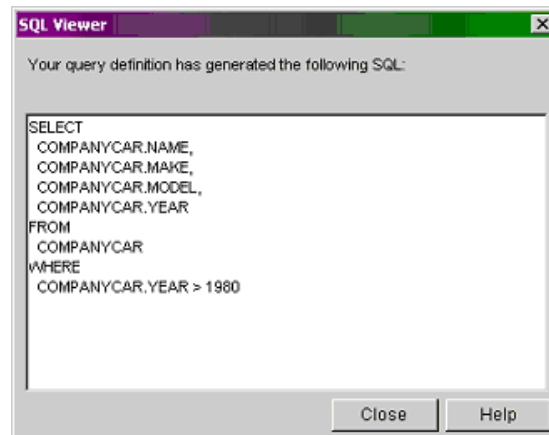 SQL Viewer
Your query definition has generated the following SQL:
SELECT
COMPANYCAR.NAME,
COMPANYCAR.MAKE,
COMPANYCAR.MODEL,
COMPANYCAR.YEAR
FROM
COMPANYCAR
WHERE
COMPANYCAR.YEAR > 1980
Close Help